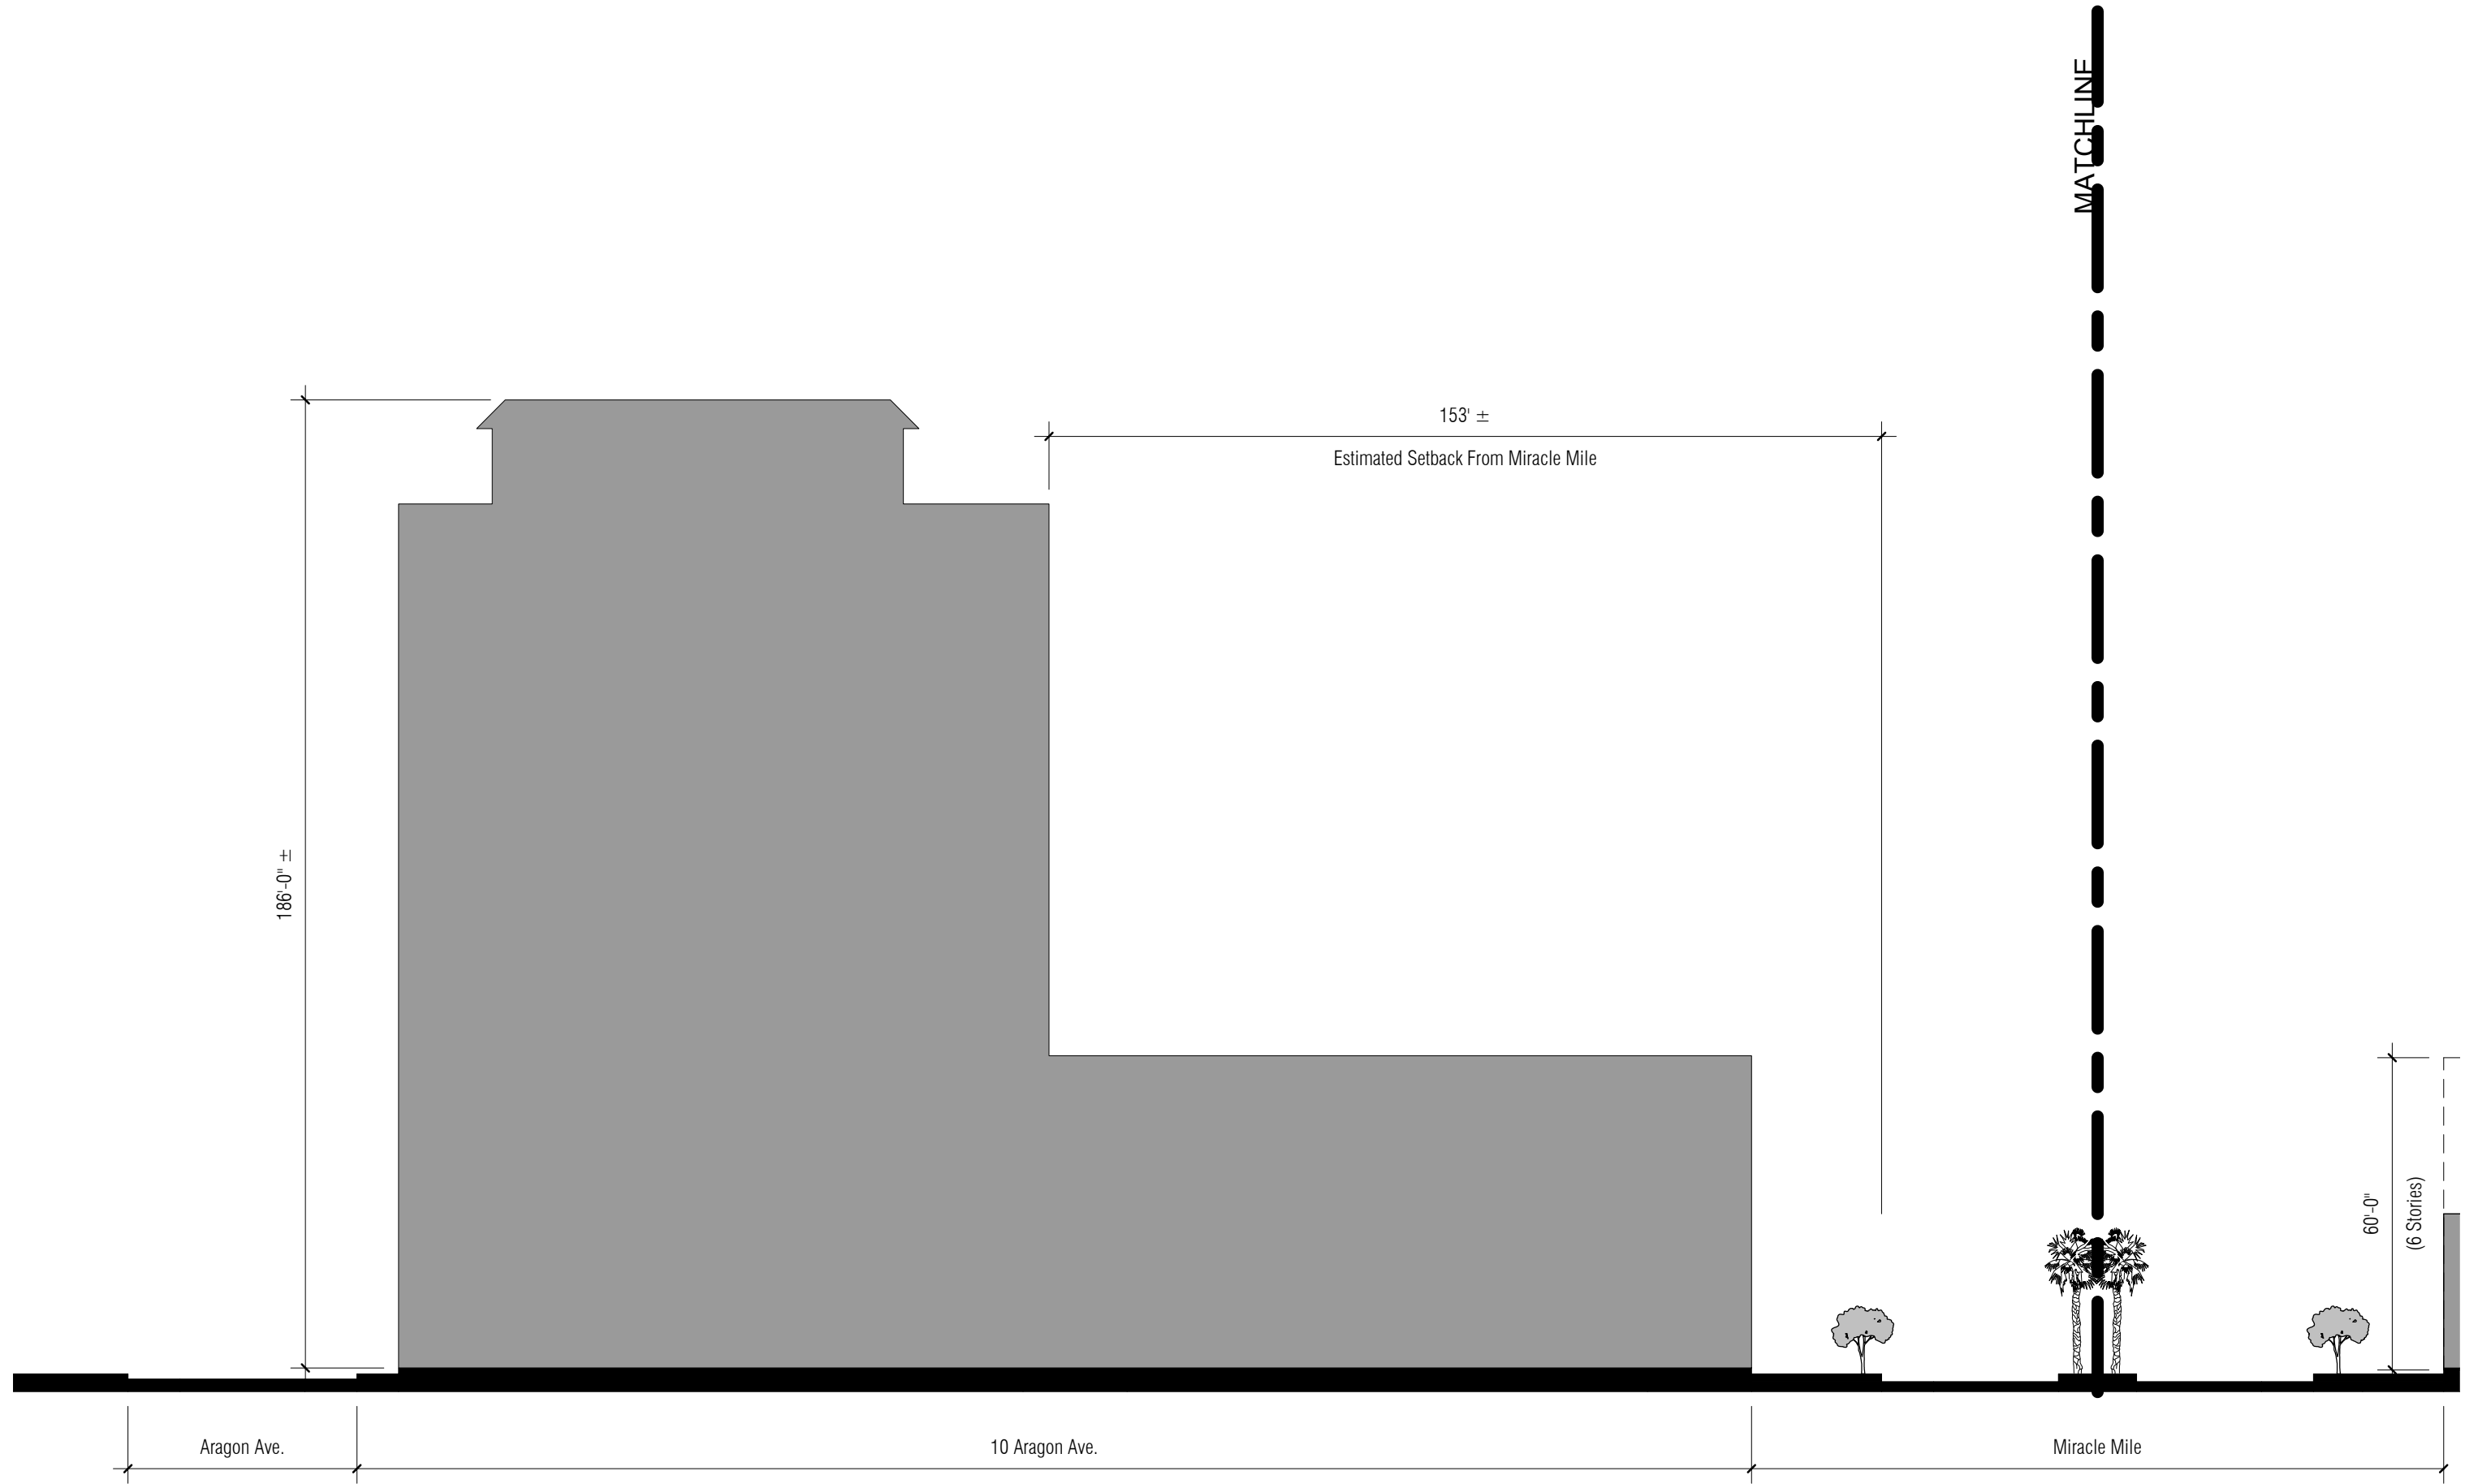 MATCHLINE
153' ±
Estimated Setback From Miracle Mile
186'-0" ±
60'-0"
(6 Stories)
Aragon Ave.
10 Aragon Ave.
Miracle Mile